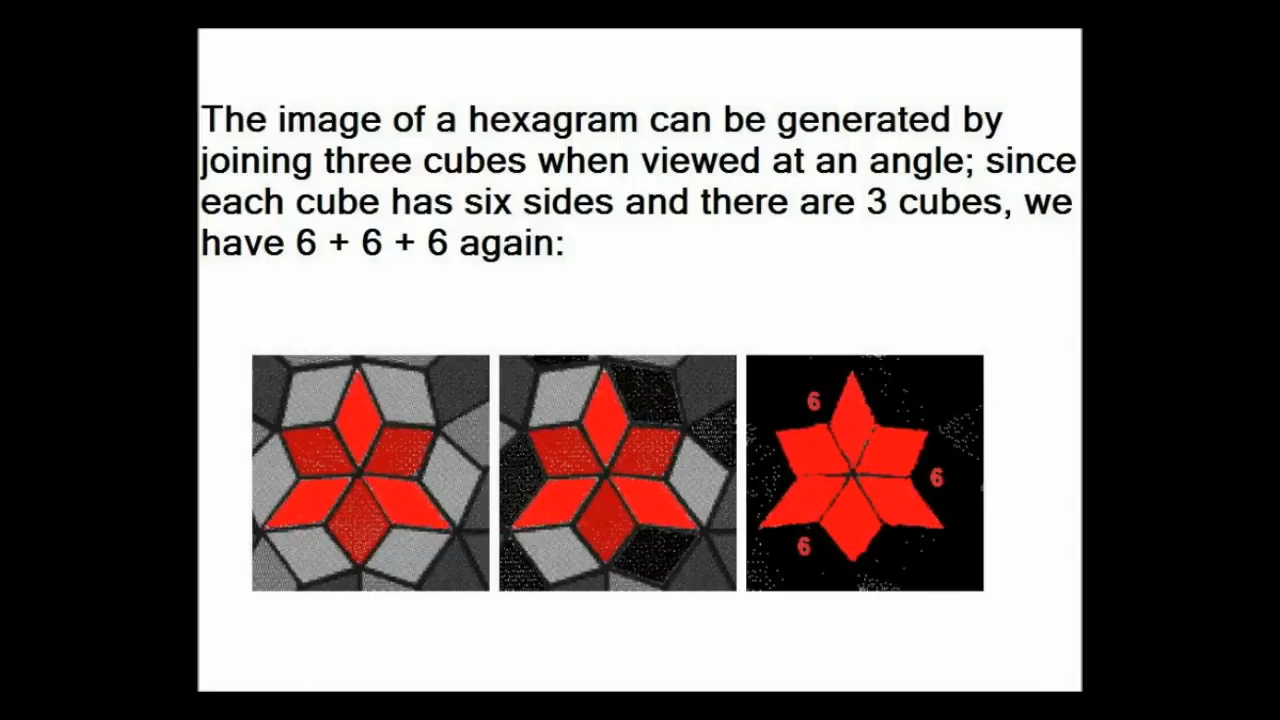 The image of a hexagram can be generated by
joining three cubes when viewed at an angle; since
each cube has six sides and there are 3 cubes, we
have 6 + 6 + 6 again:
6
6
6